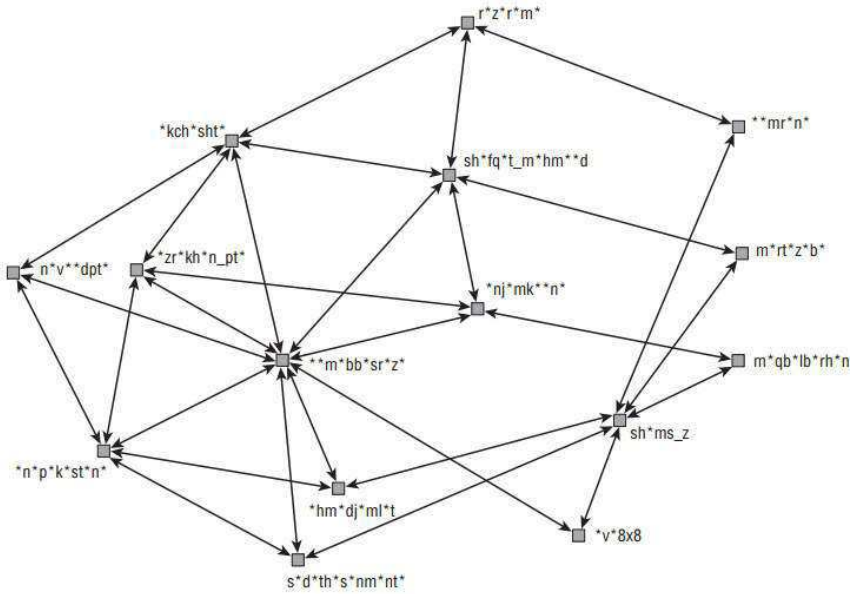 r*z*r*m*
**mr*n*
*kch*sht*
sh*fq*t_m*hm**d
m*rt*z*b*
n*v**dpt*
*zr*kh*n_pt*
*nj*mk**n*
**m*bb*sr*z*
m*qb*lb*rh*n
sh*ms_z
*n*p*k*st*n*
*hm*dj*ml*t
*v*8x8
s*d*th*s*nm*nt*